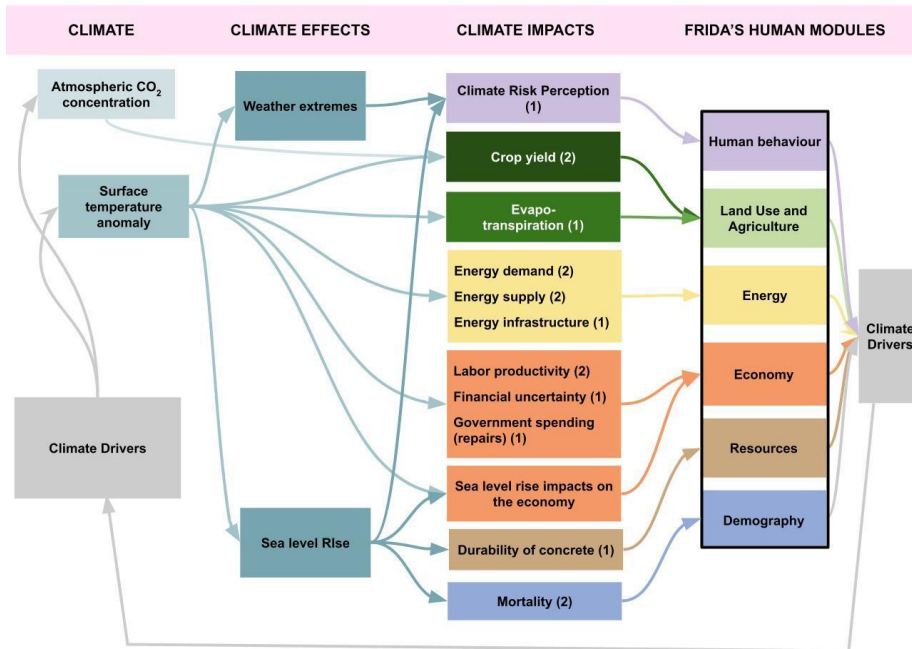 CLIMATE
CLIMATE EFFECTS
CLIMATE IMPACTS
FRIDA'S HUMAN MODULES
Atmospheric CO₂
concentration
Surface
temperature
anomaly
Climate Drivers
Weather extremes
Sea level RIse
Climate Risk Perception
(1)
Crop yield (2)
Evapo-
transpiration (1)
Energy demand (2)
Energy supply (2)
Energy infrastructure (1)
Labor productivity (2)
Financial uncertainty (1)
Government spending
(repairs) (1)
Sea level rise impacts on
the economy
Durability of concrete (1)
Mortality (2)
Human behaviour
Land Use and
Agriculture
Energy
Economy
Resources
Demography
Climate
Drivers